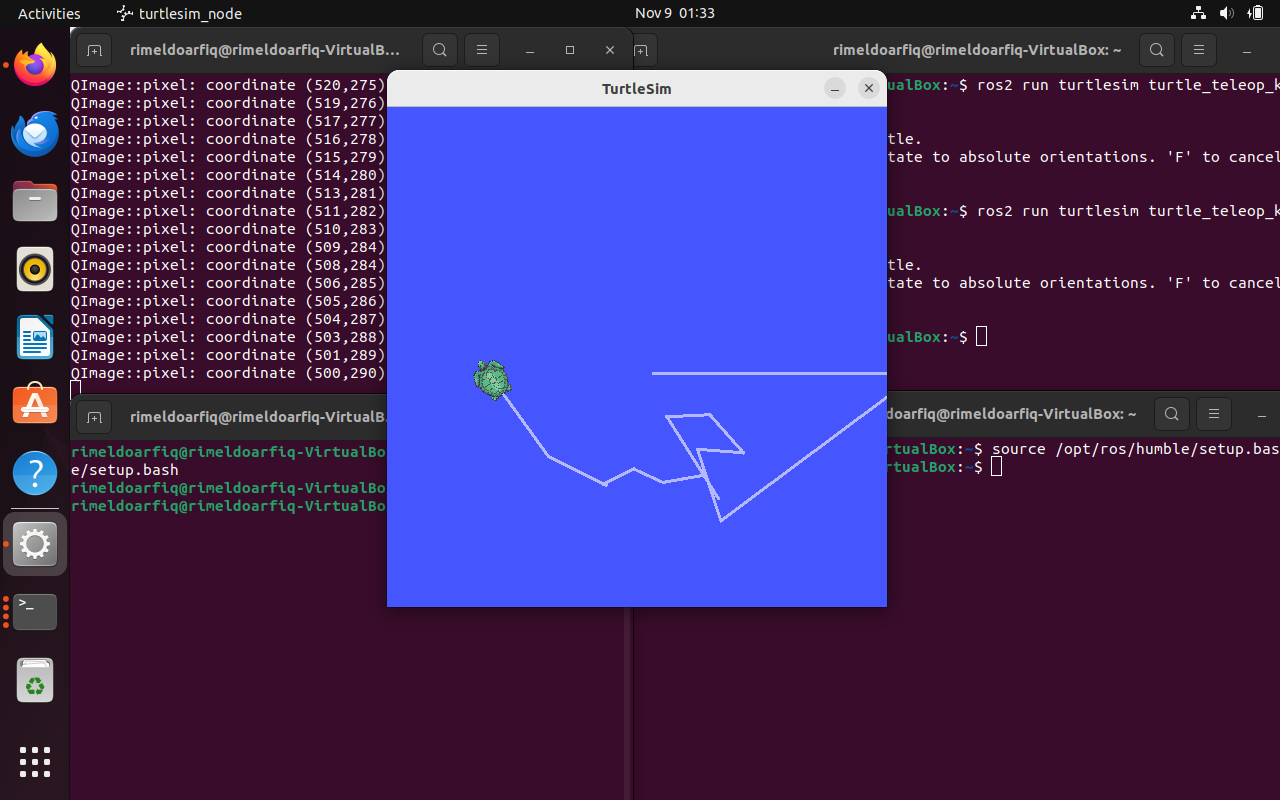 Activities
turtlesim_node
Nov 9 01:33
rimeldoarfiq@rimeldoarfiq-VirtualB...
QImage::pixel: coordinate (520,275)
QImage::pixel: coordinate (519,276)
QImage::pixel: coordinate (517,277)
QImage::pixel: coordinate (516,278)
QImage::pixel: coordinate (515,279)
QImage::pixel: coordinate (514,280)
QImage::pixel: coordinate (513,281)
QImage::pixel: coordinate (511,282)
QImage::pixel: coordinate (510,283)
QImage::pixel: coordinate (509,284)
QImage::pixel: coordinate (508,284)
QImage::pixel: coordinate (506,285)
QImage::pixel: coordinate (505,286)
QImage::pixel: coordinate (504,287)
QImage::pixel: coordinate (503,288)
QImage::pixel: coordinate (501,289)
QImage::pixel: coordinate (500,290)
rimeldoarfiq@rimeldoarfiq-VirtualBox: ~
ualBox:~$ ros2 run turtlesim turtle_teleop_k
tle.
tate to absolute orientations. 'F' to cancel
ualBox:~$ ros2 run turtlesim turtle_teleop_k
tle.
tate to absolute orientations. 'F' to cancel
ualBox:~$
TurtleSim
rimeldoarfiq@rimeldoarfiq-VirtualB
rimeldoarfiq@rimeldoarfiq-VirtualBo
e/setup.bash
rimeldoarfiq@rimeldoarfiq-VirtualBo
rimeldoarfiq@rimeldoarfiq-VirtualBo
doarfiq@rimeldoarfiq-VirtualBox: ~
rtualBox:~$ source /opt/ros/humble/setup.bas
rtualBox:~$